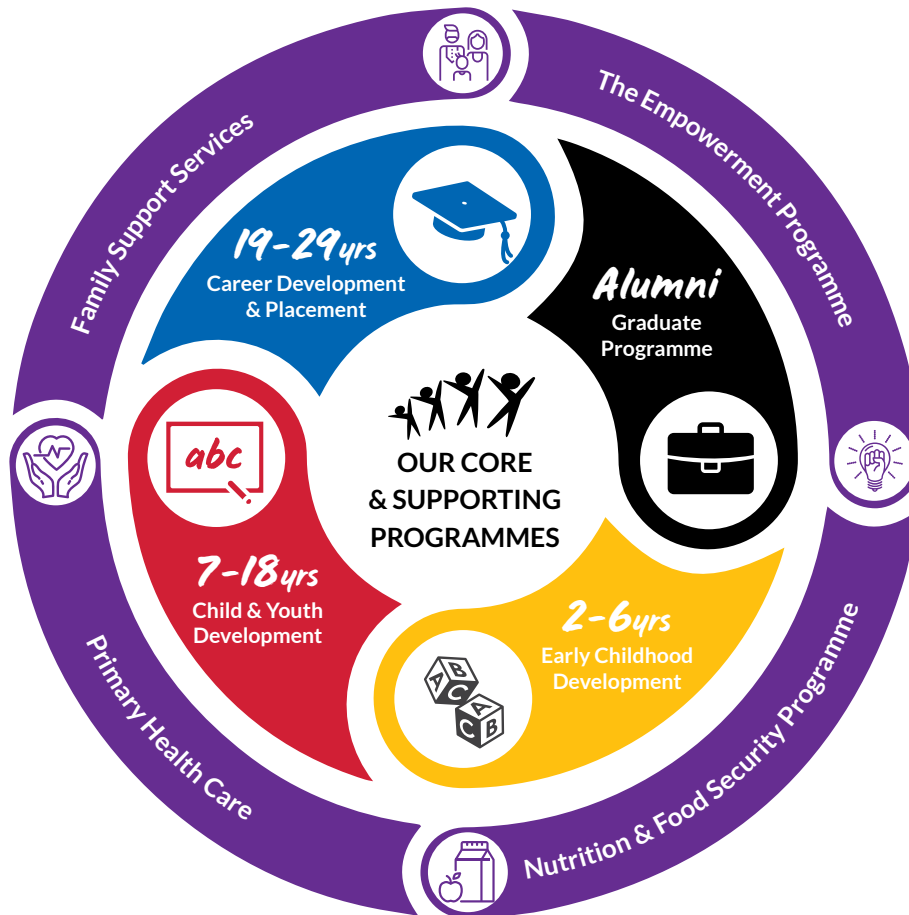 Family Support Services
The Empowerment Programme
19-29yrs
Career Development
& Placement
Alumni
Graduate
Programme
abc
OUR CORE
& SUPPORTING
PROGRAMMES
7-18yrs
Child & Youth
Development
2-6yrs
Early Childhood
Development
A
B
C
A
C
B
Primary Health Care
Nutrition & Food Security Programme